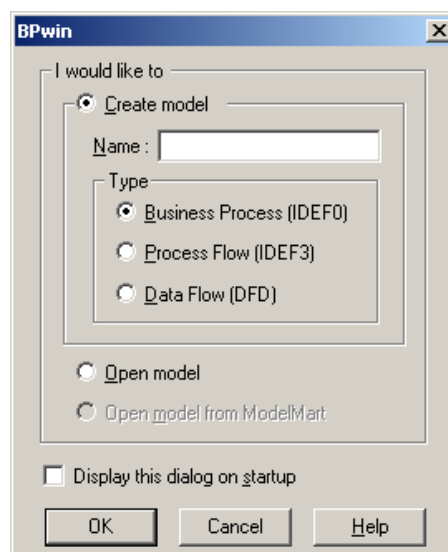 BPwin
I would like to
Create model
Name :
Type
Business Process (IDEF0)
Process Flow (IDEF3)
Data Flow (DFD)
Open model
Open model from ModelMart
Display this dialog on startup
OK Cancel Help